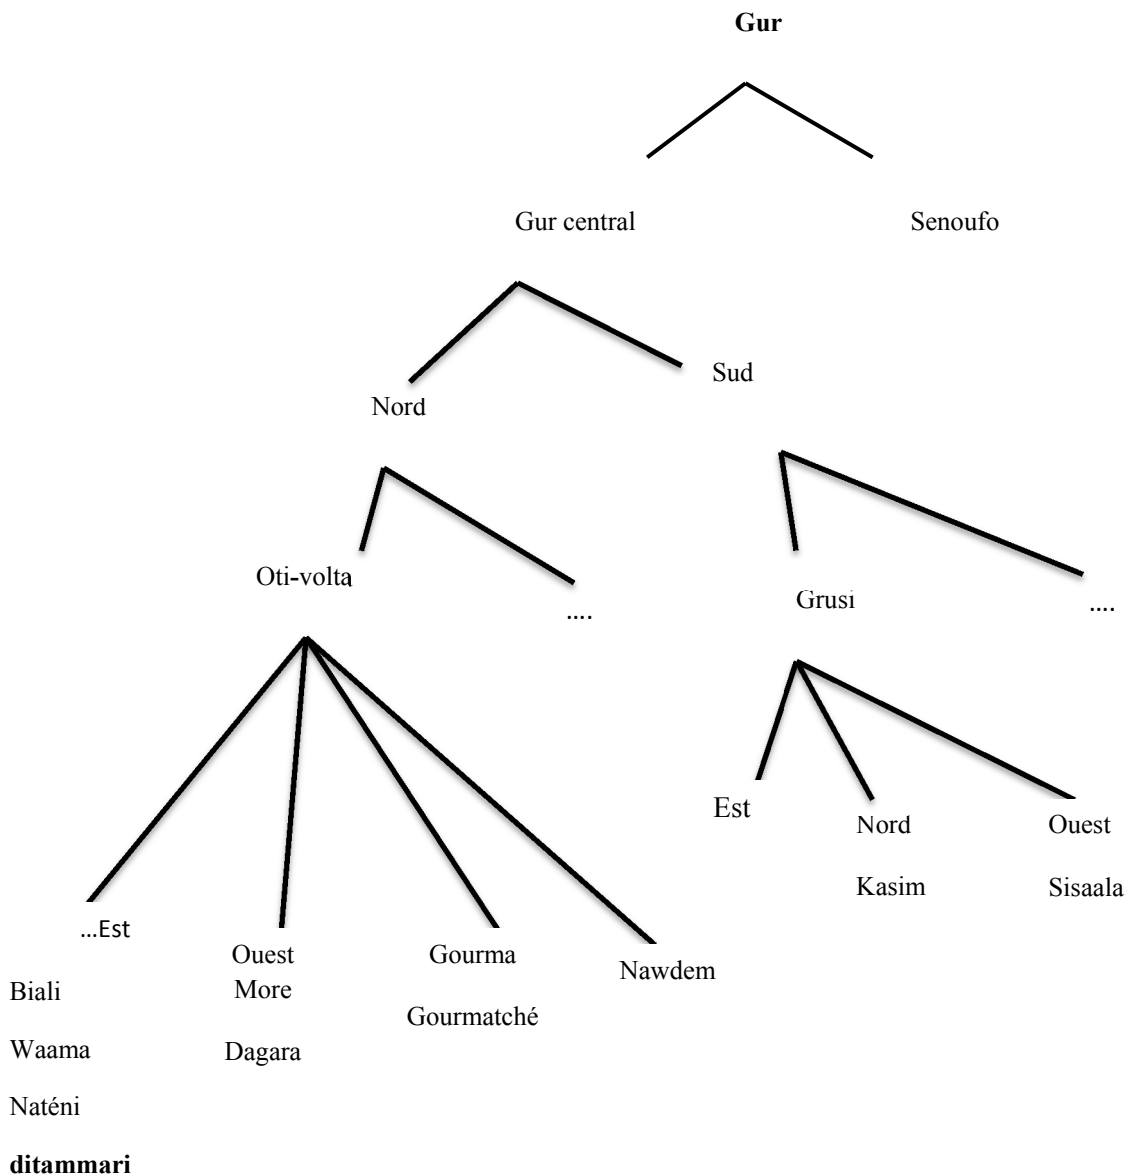 Gur
Gur central
Senoufo
Sud
Nord
Oti-volta
....
Grusi
....
Est
Nord
Ouest
Kasim
Sisaala
...Est
Ouest
Gourma
Nawdem
Biali
More
Gourmatché
Waama
Dagara
Naténi
ditammari